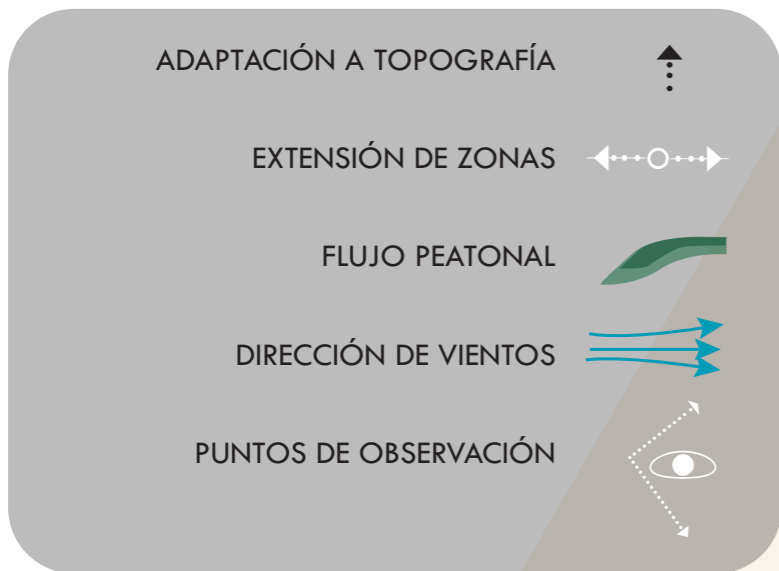 ADAPTACIÓN A TOPOGRAFÍA
EXTENSIÓN DE ZONAS
FLUJO PEATONAL
DIRECCIÓN DE VIENTOS
PUNTOS DE OBSERVACIÓN